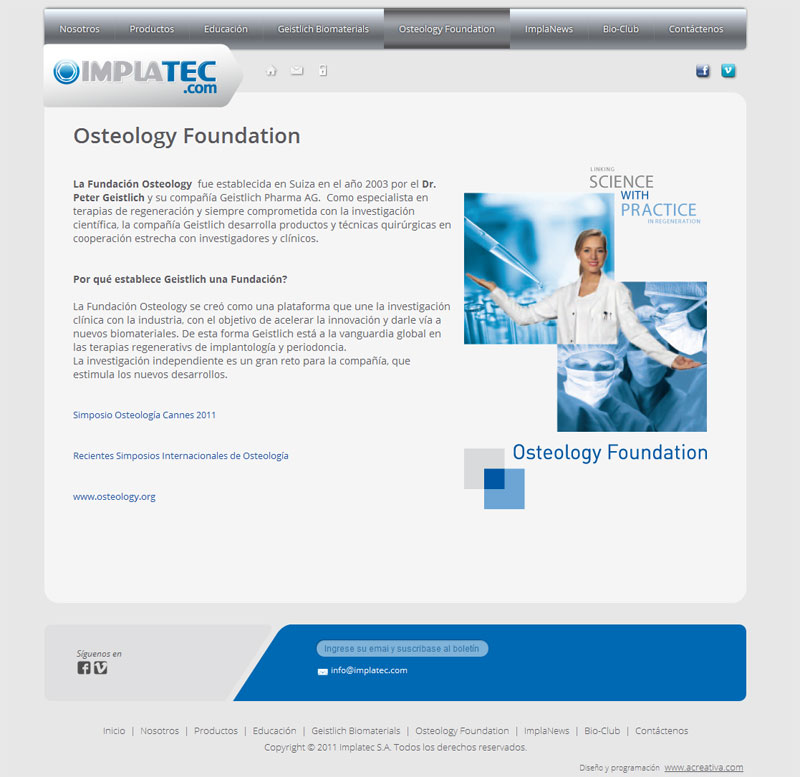 Nosotros Productos Educación Geistlich Biomaterials Osteology Foundation ImplaNews Bio-Club Contáctenos
IMPLATEC
.com
Osteology Foundation
La Fundación Osteology fue establecida en Suiza en el año 2003 por el Dr.
Peter Geistlich y su compañía Geistlich Pharma AG. Como especialista en
terapias de regeneración y siempre comprometida con la investigación
científica, la compañía Geistlich desarrolla productos y técnicas quirúrgicas en
cooperación estrecha con investigadores y clínicos.
Por qué establece Geistlich una Fundación?
La Fundación Osteology se creó como una plataforma que une la investigación
clínica con la industria, con el objetivo de acelerar la innovación y darle vía a
nuevos biomateriales. De esta forma Geistlich está a la vanguardia global en
las terapias regenerativs de implantología y periodoncia.
La investigación independiente es un gran reto para la compañía, que
estimula los nuevos desarrollos.
Simposio Osteología Cannes 2011
Recientes Simposios Internacionales de Osteología
www.osteology.org
LINKING
SCIENCE
WITH
PRACTICE
IN REGENERATION
Osteology Foundation
Síguenos en
Ingrese su emai y suscribase al boletín
info@implatec.com
Inicio | Nosotros | Productos | Educación | Geistlich Biomaterials | Osteology Foundation | ImplaNews | Bio-Club | Contáctenos
Copyright © 2011 Implatec S.A. Todos los derechos reservados.
Diseño y programación www.acreativa.com